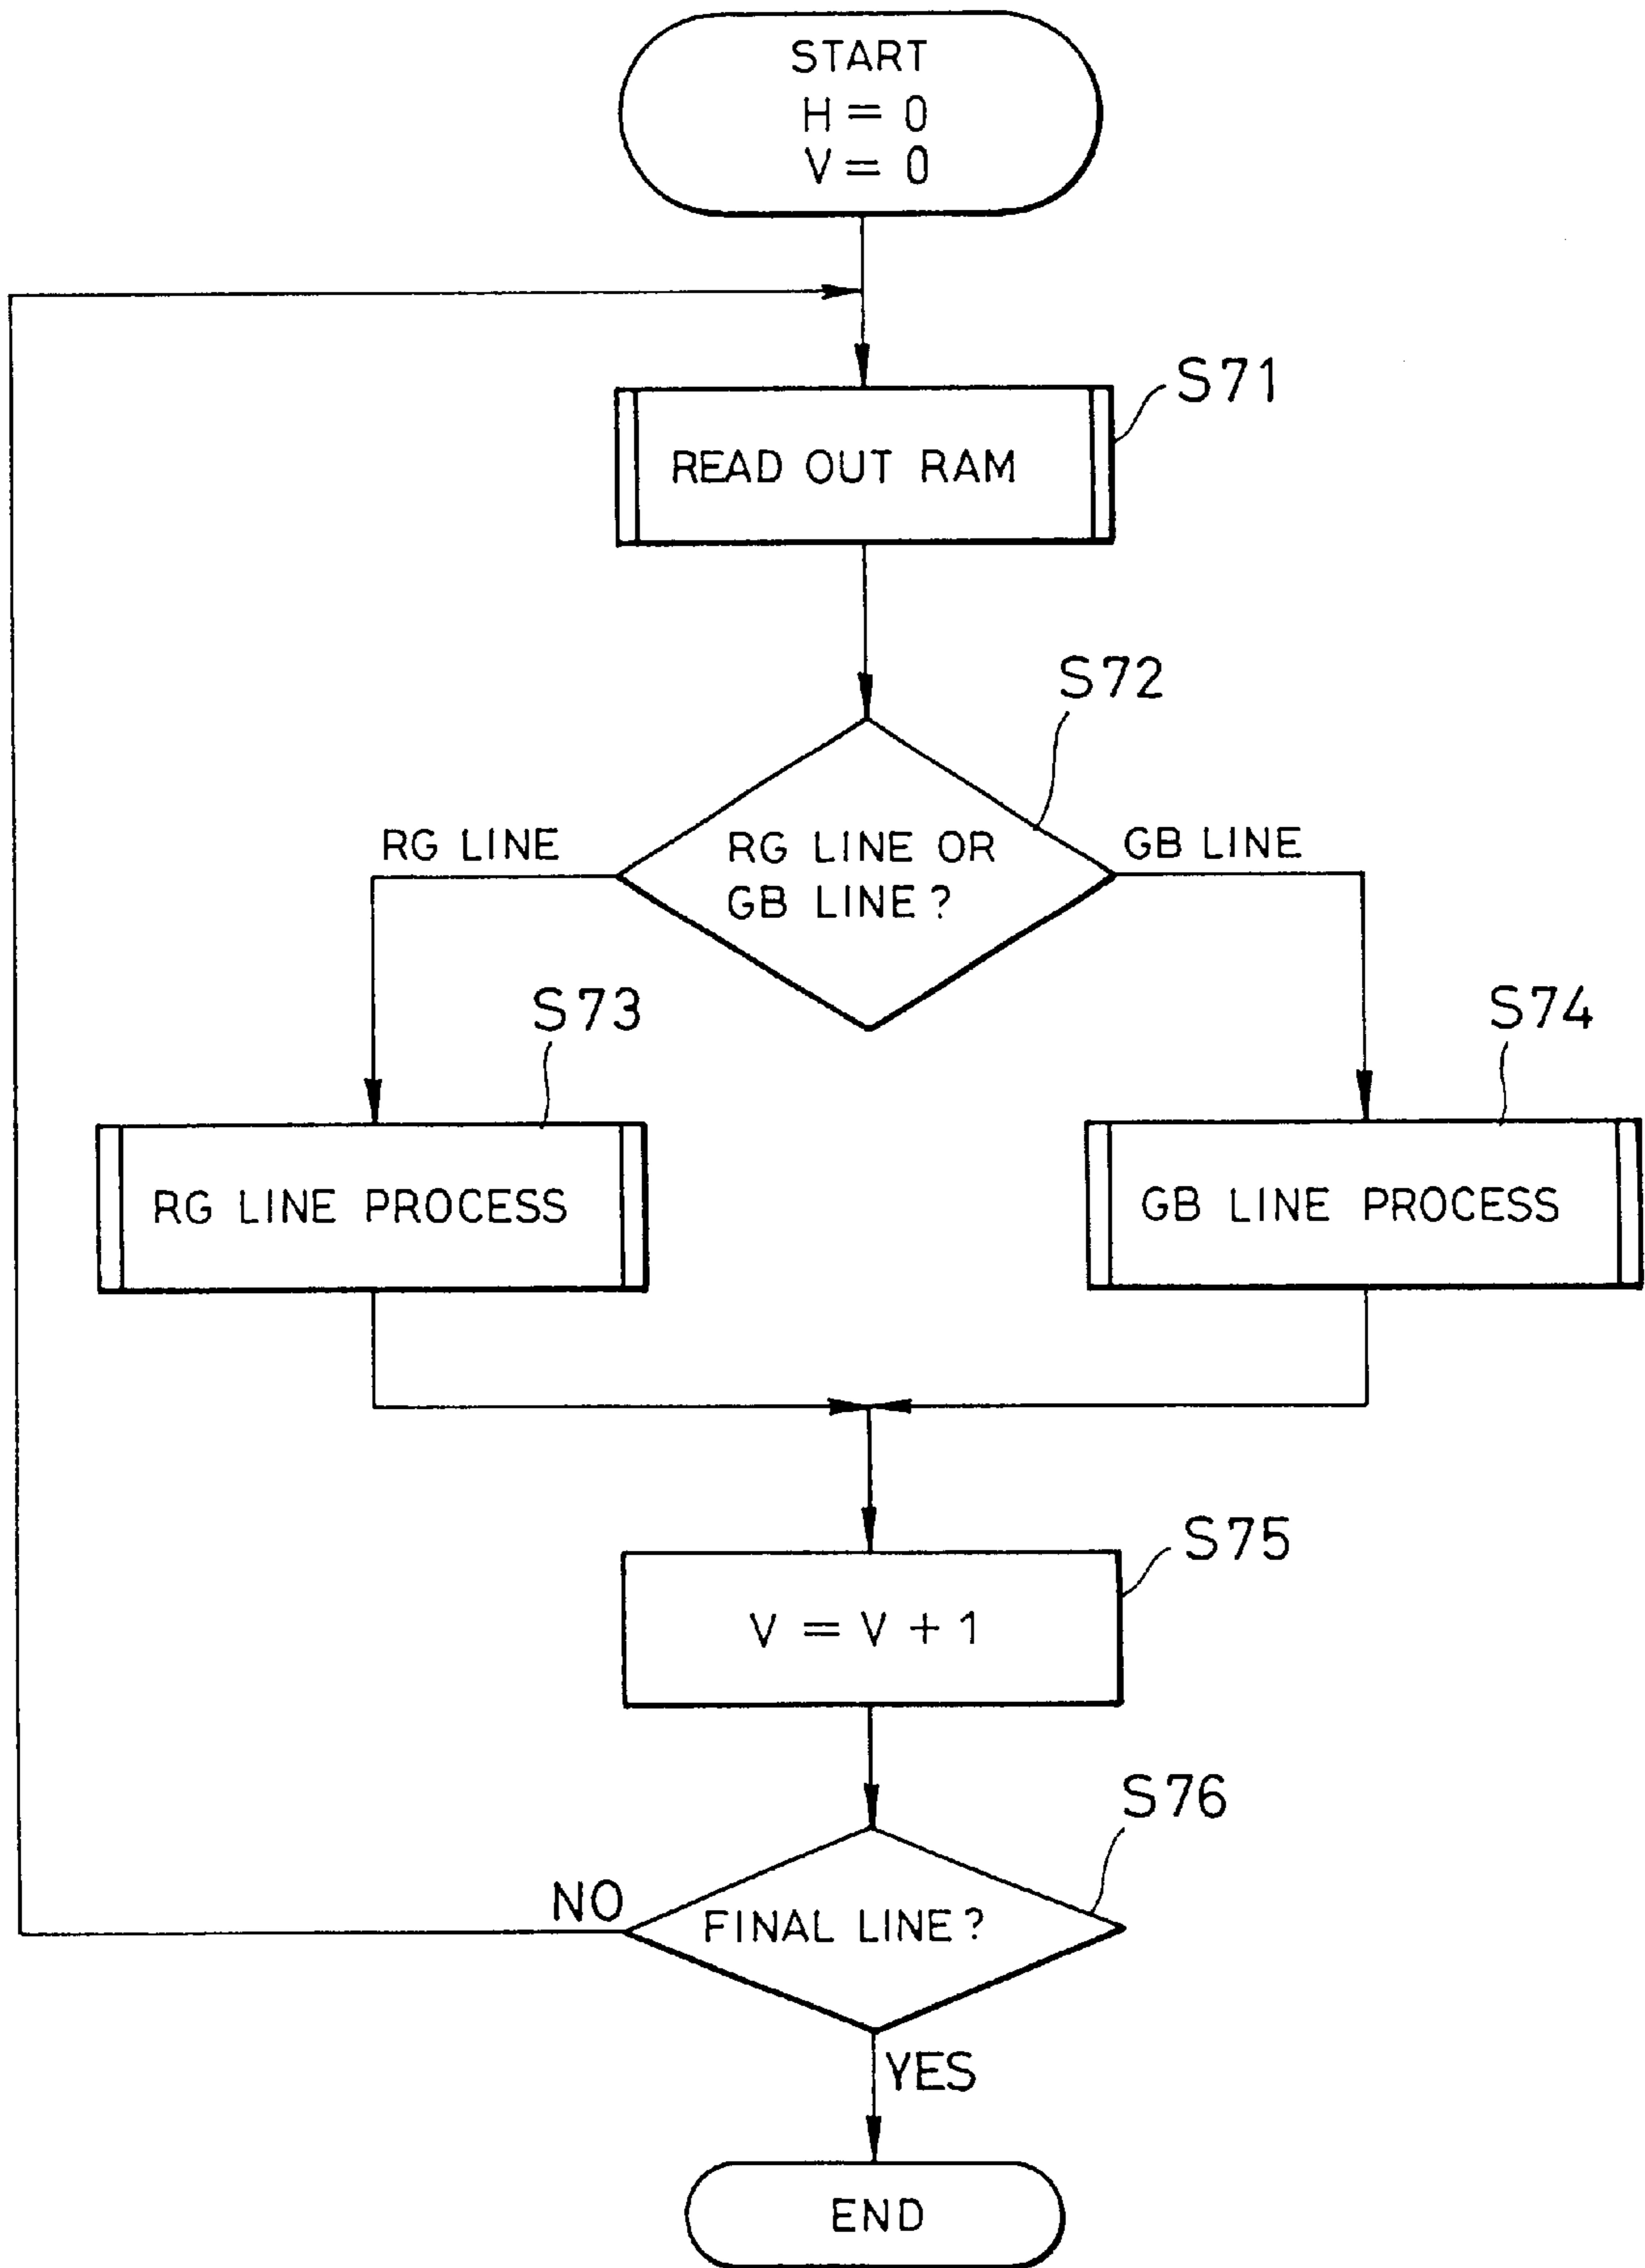 START
H = 0
V = 0
S71
READ OUT RAM
S72
RG LINE
RG LINE OR
GB LINE?
GB LINE
S73
S74
RG LINE PROCESS
GB LINE PROCESS
S75
V = V + 1
S76
NO
FINAL LINE?
YES
END